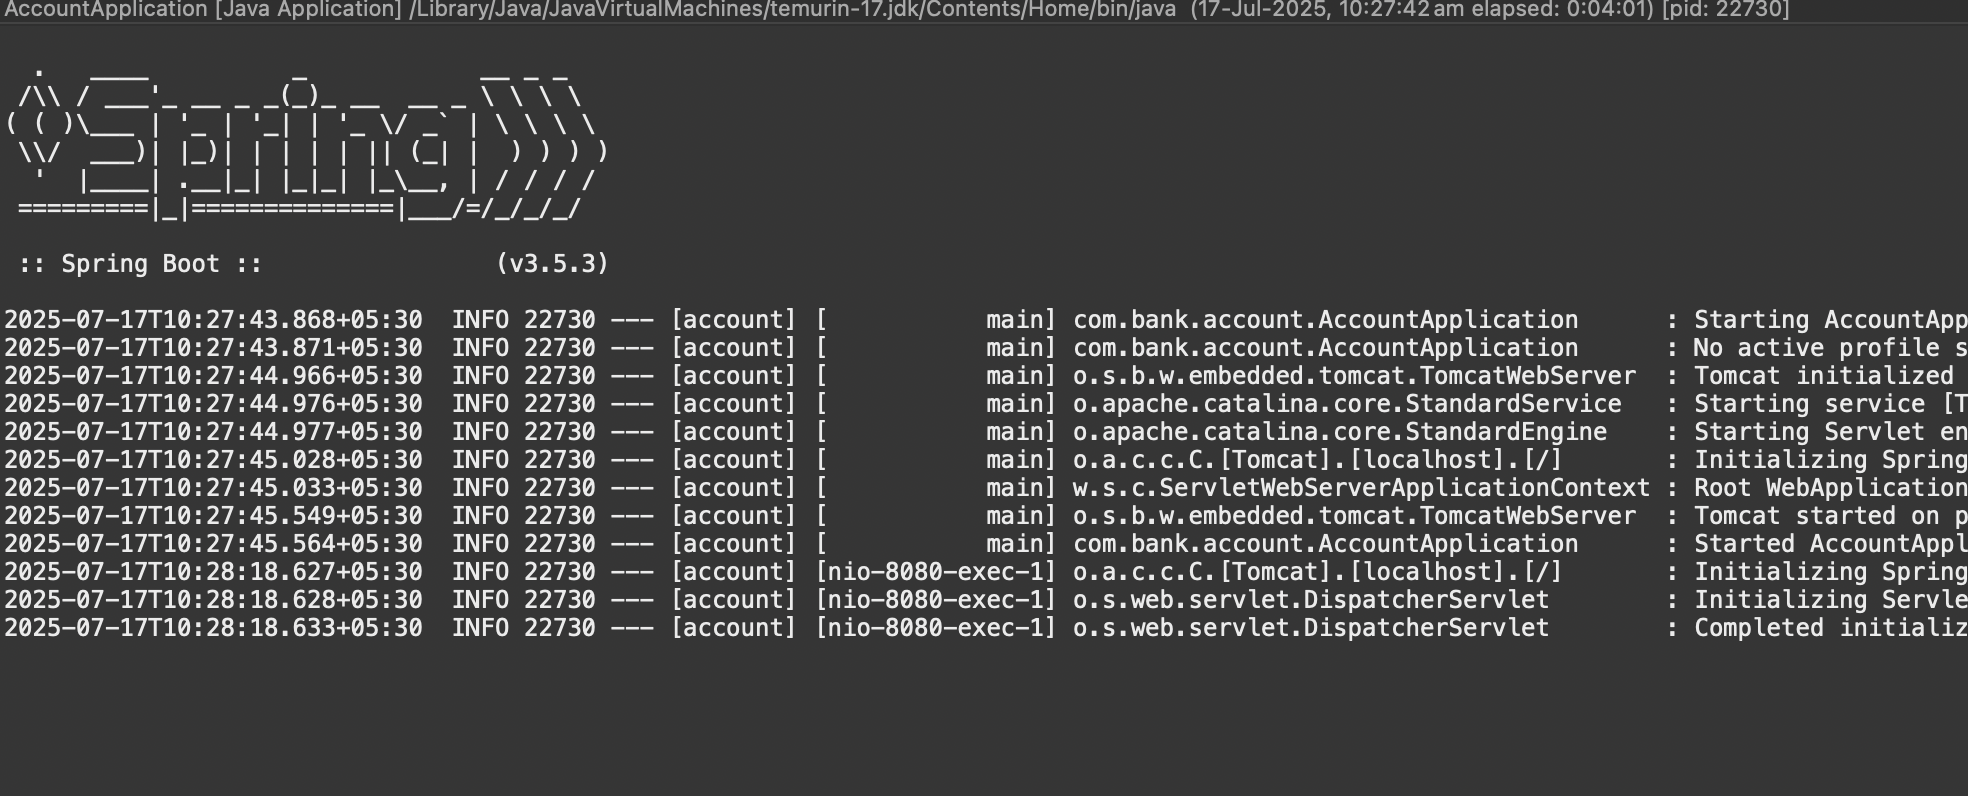 AccountApplication [Java Application] /Library/Java/JavaVirtualMachines/temurin-17.jdk/Contents/Home/bin/java  (17-Jul-2025, 10:27:42 am elapsed: 0:04:01) [pid: 22730]
  .   ____          _            __ _ _
 /\\ / ___'_ __ _ _(_)_ __  __ _ \ \ \ \
( ( )\___ | '_ | '_| | '_ \/ _` | \ \ \ \
 \\/  ___)| |_)| | | | | || (_| |  ) ) ) )
  '  |____| .__|_| |_|_| |_\__, | / / / /
 =========|_|==============|___/=/_/_/_/
 :: Spring Boot ::                (v3.5.3)
2025-07-17T10:27:43.868+05:30  INFO 22730 --- [account] [           main] com.bank.account.AccountApplication      : Starting AccountApp
2025-07-17T10:27:43.871+05:30  INFO 22730 --- [account] [           main] com.bank.account.AccountApplication      : No active profile s
2025-07-17T10:27:44.966+05:30  INFO 22730 --- [account] [           main] o.s.b.w.embedded.tomcat.TomcatWebServer  : Tomcat initialized
2025-07-17T10:27:44.976+05:30  INFO 22730 --- [account] [           main] o.apache.catalina.core.StandardService   : Starting service [T
2025-07-17T10:27:44.977+05:30  INFO 22730 --- [account] [           main] o.apache.catalina.core.StandardEngine    : Starting Servlet en
2025-07-17T10:27:45.028+05:30  INFO 22730 --- [account] [           main] o.a.c.c.C.[Tomcat].[localhost].[/]       : Initializing Spring
2025-07-17T10:27:45.033+05:30  INFO 22730 --- [account] [           main] w.s.c.ServletWebServerApplicationContext : Root WebApplication
2025-07-17T10:27:45.549+05:30  INFO 22730 --- [account] [           main] o.s.b.w.embedded.tomcat.TomcatWebServer  : Tomcat started on p
2025-07-17T10:27:45.564+05:30  INFO 22730 --- [account] [           main] com.bank.account.AccountApplication      : Started AccountAppl
2025-07-17T10:28:18.627+05:30  INFO 22730 --- [account] [nio-8080-exec-1] o.a.c.c.C.[Tomcat].[localhost].[/]       : Initializing Spring
2025-07-17T10:28:18.628+05:30  INFO 22730 --- [account] [nio-8080-exec-1] o.s.web.servlet.DispatcherServlet        : Initializing Servle
2025-07-17T10:28:18.633+05:30  INFO 22730 --- [account] [nio-8080-exec-1] o.s.web.servlet.DispatcherServlet        : Completed initializ